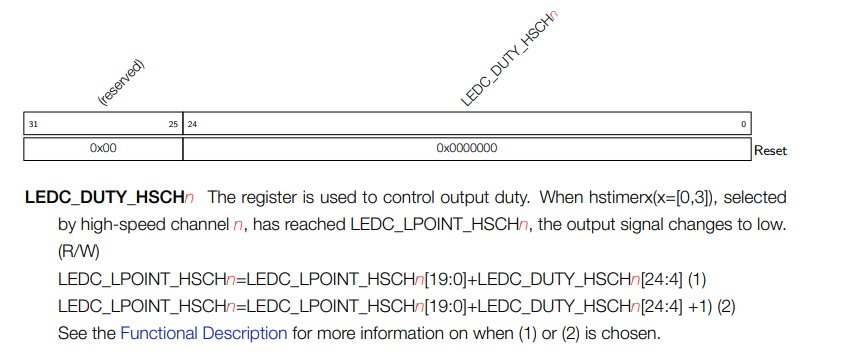 (reserved)
LEDC_DUTY_HSCHn
31 25 24 0
0x00 0x0000000 Reset
LEDC_DUTY_HSCHn The register is used to control output duty. When hstimerx(x=[0,3]), selected
by high-speed channel n, has reached LEDC_LPOINT_HSCHn, the output signal changes to low.
(R/W)
LEDC_LPOINT_HSCHn=LEDC_LPOINT_HSCHn[19:0]+LEDC_DUTY_HSCHn[24:4] (1)
LEDC_LPOINT_HSCHn=LEDC_LPOINT_HSCHn[19:0]+LEDC_DUTY_HSCHn[24:4] +1) (2)
See the Functional Description for more information on when (1) or (2) is chosen.